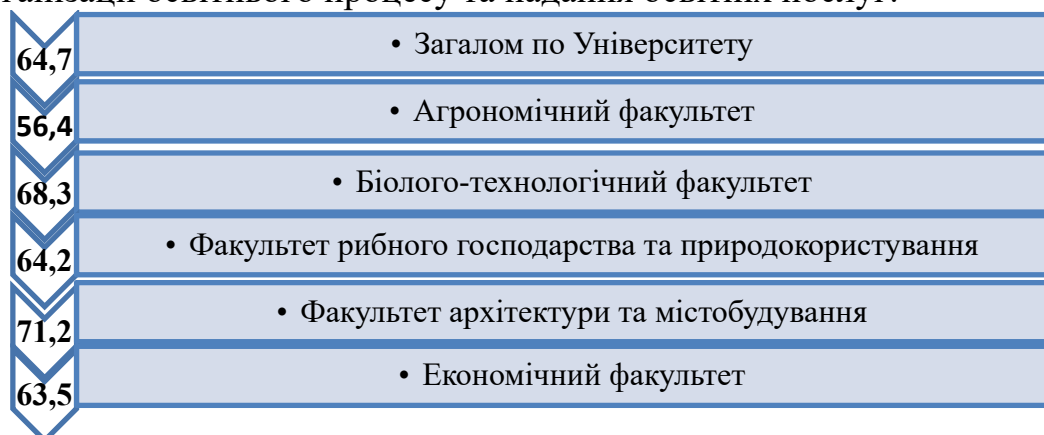 освітнього процесу та надання освітніх послуг.
64,7 • Загалом по Університету
56,4 • Агрономічний факультет
68,3 • Біолого-технологічний факультет
64,2 • Факультет рибного господарства та природокористування
71,2 • Факультет архітектури та містобудування
63,5 • Економічний факультет